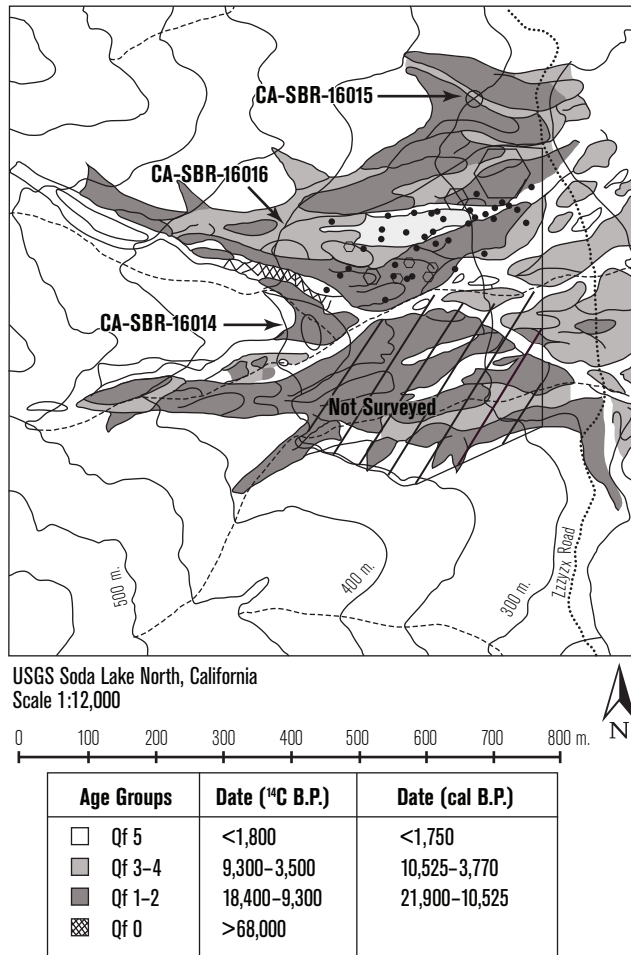 CA-SBR-16015
CA-SBR-16016
CA-SBR-16014
Not Surveyed
500 m.
400 m.
300 m.
Zzzyzx Road
USGS Soda Lake North, California
Scale 1:12,000
N
0 100 200 300 400 500 600 700 800 m.
Age Groups Date (¹⁴C B.P.) Date (cal B.P.)
Qf 5 <1,800 <1,750
Qf 3–4 9,300–3,500 10,525–3,770
Qf 1–2 18,400–9,300 21,900–10,525
Qf 0 >68,000